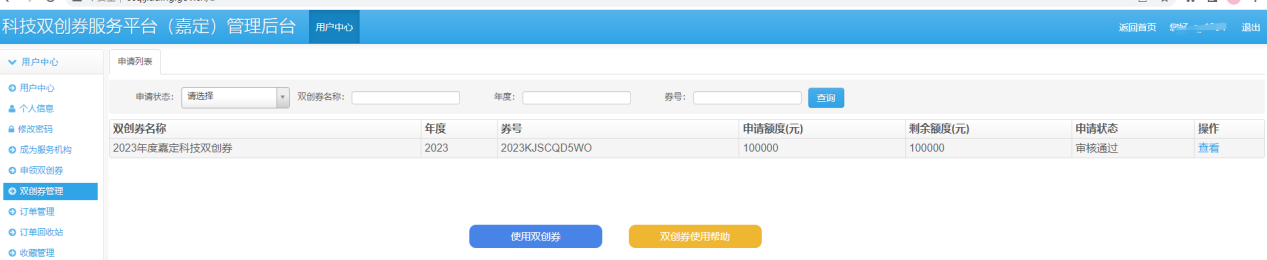 科技双创券服务平台（嘉定）管理后台 用户中心 返回首页 您好 退出
用户中心 申请列表
用户中心
申请状态: 请选择 双创券名称: 年度: 券号: 查询
个人信息
修改密码
双创券名称 年度 券号 申请额度(元) 剩余额度(元) 申请状态 操作
成为服务机构
2023年度嘉定科技双创券 2023 2023KJSCQD5WO 100000 100000 审核通过 查看
申领双创券
双创券管理
订单管理
订单回收站
使用双创券 双创券使用帮助
收藏管理